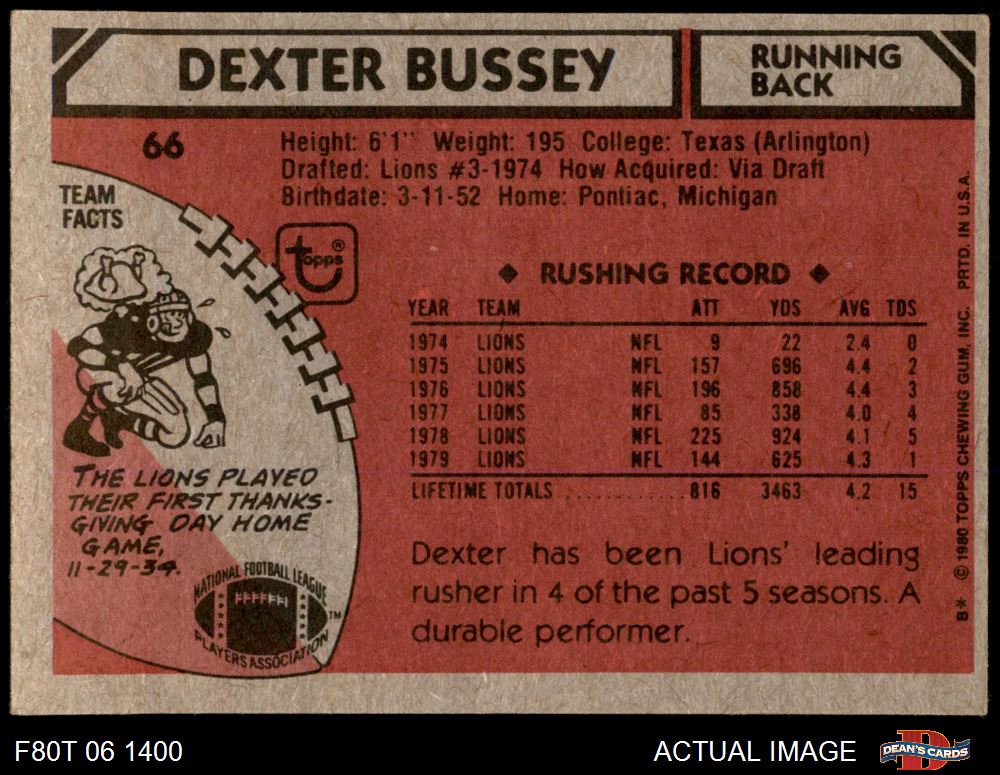 DEXTER BUSSEY
RUNNING
BACK
66
Height: 6'1" Weight: 195 College: Texas (Arlington)
Drafted: Lions #3-1974 How Acquired: Via Draft
Birthdate: 3-11-52 Home: Pontiac, Michigan
TEAM
FACTS
topps®
◆ RUSHING RECORD ◆
YEAR TEAM ATT YDS AVG TDS
1974 LIONS NFL 9 22 2.4 0
1975 LIONS NFL 157 696 4.4 2
1976 LIONS NFL 196 858 4.4 3
1977 LIONS NFL 85 338 4.0 4
1978 LIONS NFL 225 924 4.1 5
1979 LIONS NFL 144 625 4.3 1
LIFETIME TOTALS ............ 816 3463 4.2 15
THE LIONS PLAYED
THEIR FIRST THANKS-
GIVING DAY HOME
GAME,
11-29-34.
NATIONAL FOOTBALL LEAGUE
PLAYERS ASSOCIATION
TM
Dexter has been Lions' leading
rusher in 4 of the past 5 seasons. A
durable performer.
8* © 1980 TOPPS CHEWING GUM, INC. PRTD. IN U.S.A.
F80T 06 1400
ACTUAL IMAGE
D
DEAN'S CARDS